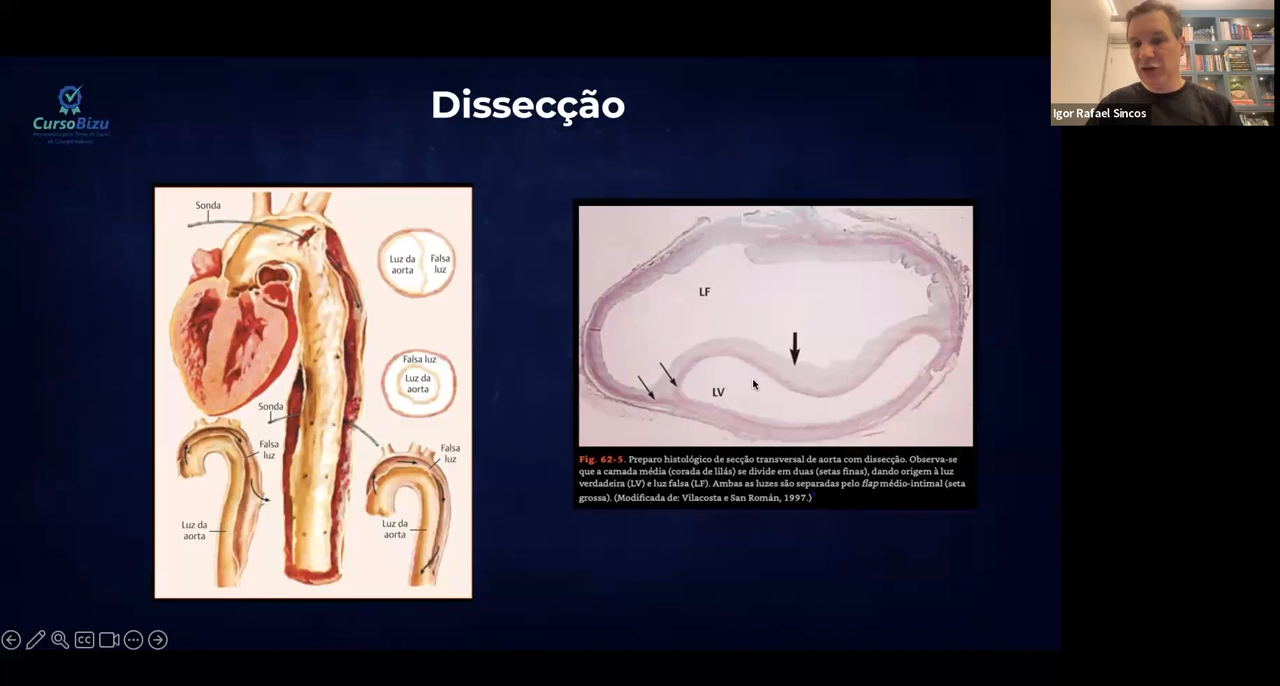 Igor Rafael Sincos
CursoBizu
Dissecção
Sonda
Luz da
aorta
Falsa
luz
Falsa luz
Luz da
aorta
Sonda
Falsa
luz
Falsa
luz
Luz da
aorta
Luz da
aorta
LF
LV
Fig. 62-5. Preparo histológico de secção transversal de aorta com dissecção. Observa-se
que a camada média (corada de lilás) se divide em duas (setas finas), dando origem à luz
verdadeira (LV) e luz falsa (LF). Ambas as luzes são separadas pelo flap médio-intimal (seta
grossa). (Modificada de: Vilacosta e San Román, 1997.)
CC